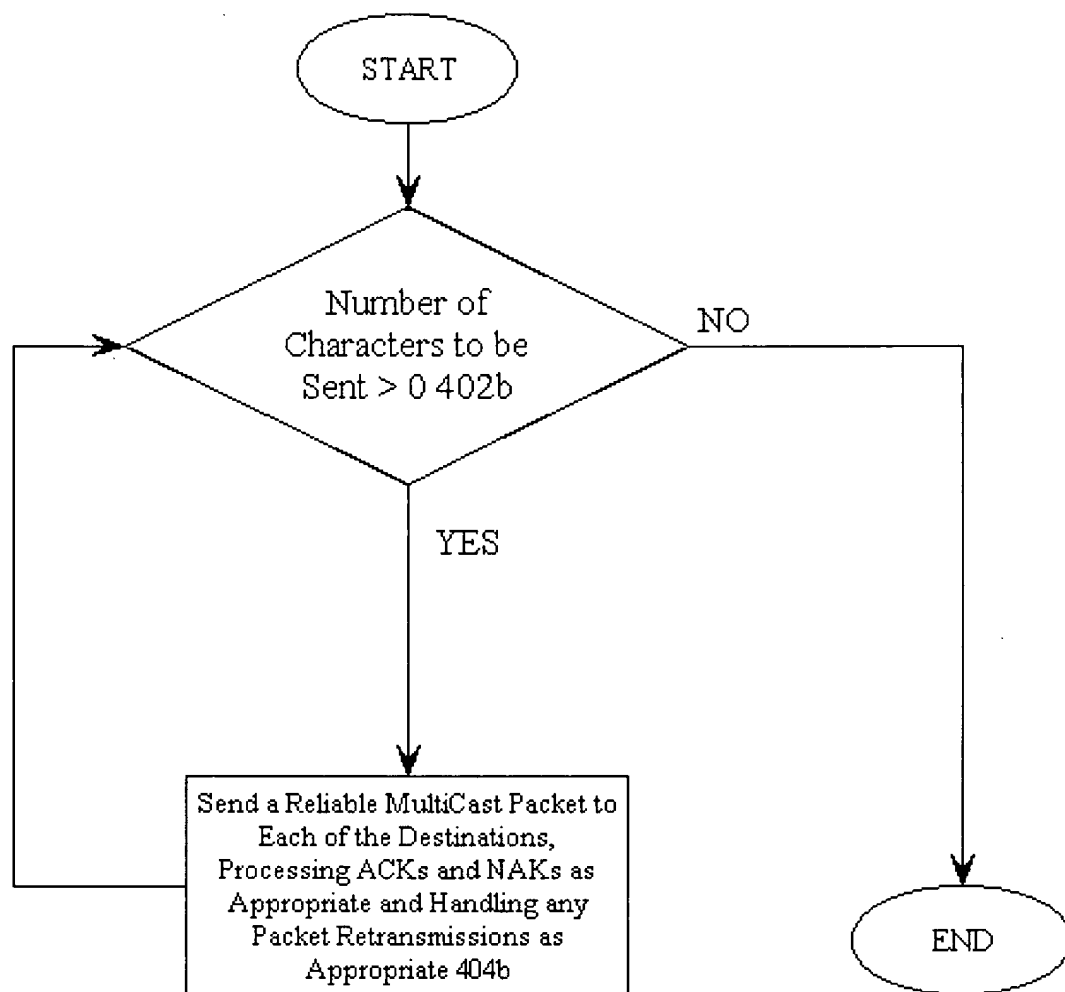 START
Number of
Characters to be
Sent > 0 402b
NO
YES
Send a Reliable MultiCast Packet to
Each of the Destinations,
Processing ACKs and NAKs as
Appropriate and Handling any
Packet Retransmissions as
Appropriate 404b
END